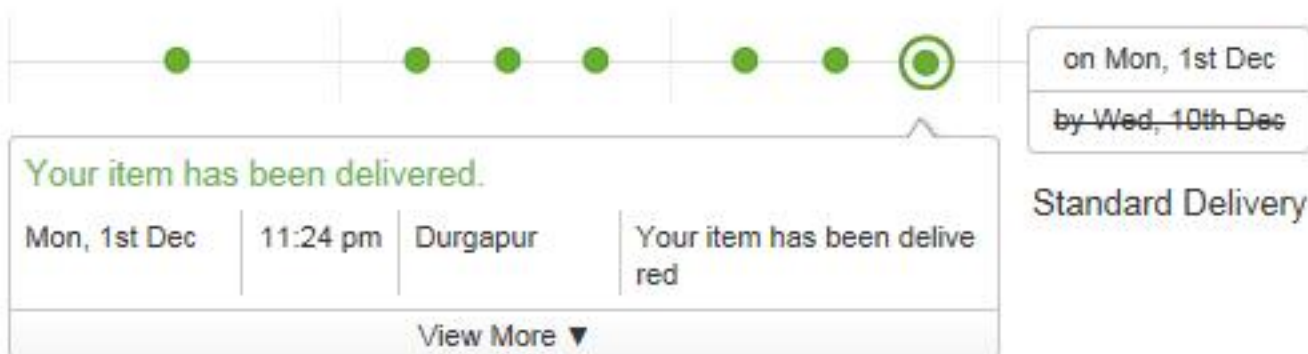 on Mon, 1st Dec
by Wed, 10th Dec
Your item has been delivered.
Standard Delivery
Mon, 1st Dec 11:24 pm Durgapur Your item has been delive
red
View More ▼